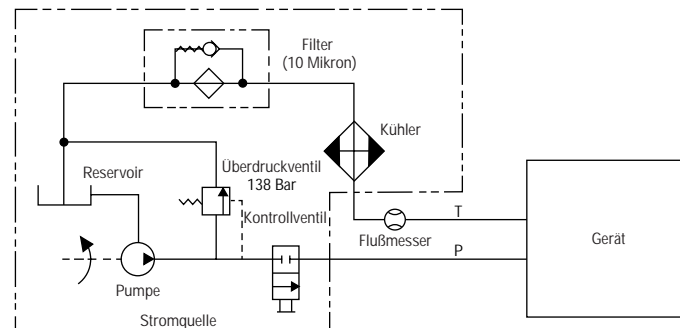 Filter
(10 Mikron)
Kühler
Reservoir
Überdruckventil
138 Bar
Kontrollventil
T
Flußmesser
Gerät
P
Pumpe
Stromquelle